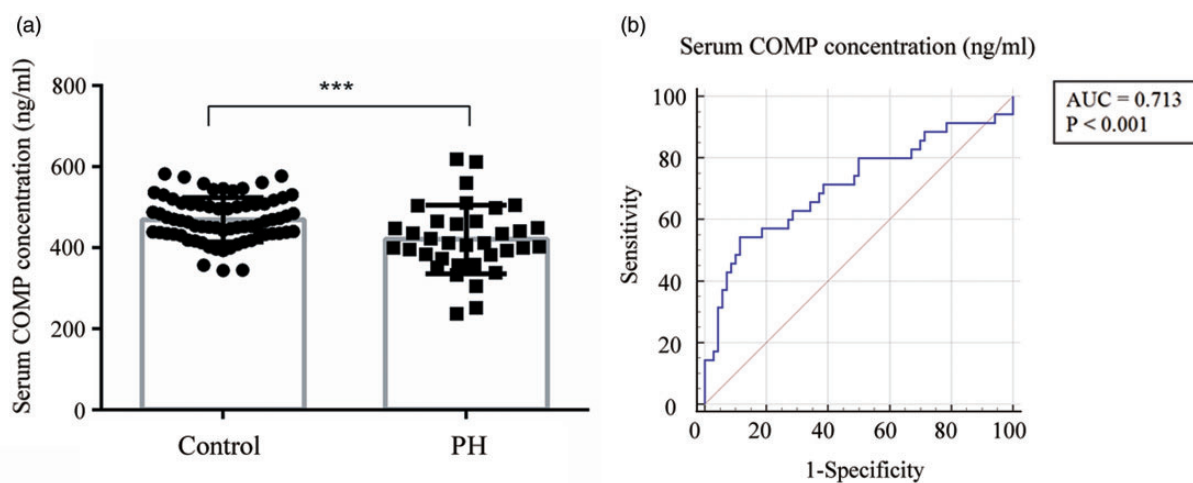 (a)
Serum COMP concentration (ng/ml)
800
600
400
200
0
***
Control
PH
(b)
Serum COMP concentration (ng/ml)
Sensitivity
100
80
60
40
20
0
0 20 40 60 80 100
1-Specificity
AUC = 0.713
P < 0.001